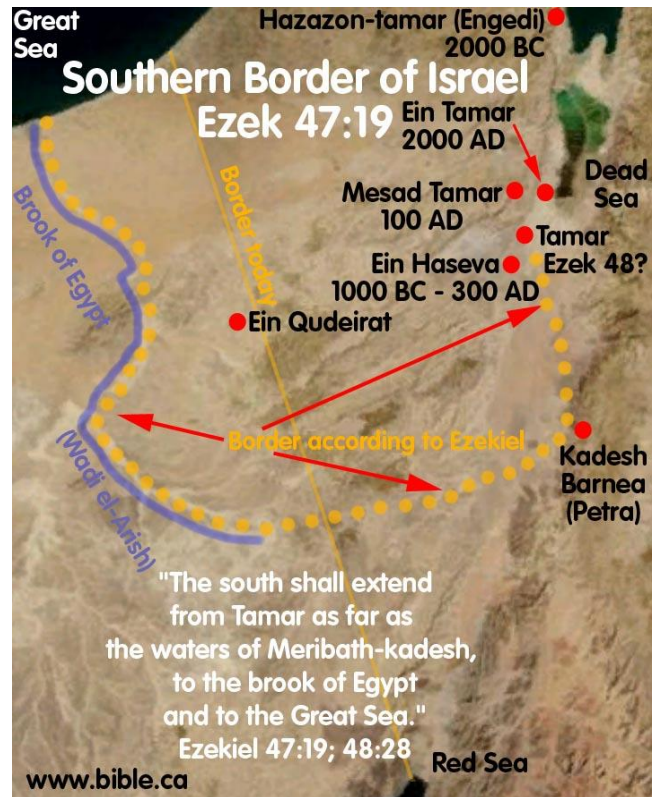 Great
Sea
Hazazon-tamar (Engedi)
2000 BC
Southern Border of Israel
Ezek 47:19
Ein Tamar
2000 AD
Dead
Sea
Mesad Tamar
100 AD
Tamar
Ezek 48?
Ein Haseva
1000 BC - 300 AD
Border today
Brook of Egypt
Ein Qudeirat
Border according to Ezekiel
(Wadi el-Arish)
Kadesh
Barnea
(Petra)
"The south shall extend
from Tamar as far as
the waters of Meribath-kadesh,
to the brook of Egypt
and to the Great Sea."
Ezekiel 47:19; 48:28
Red Sea
www.bible.ca